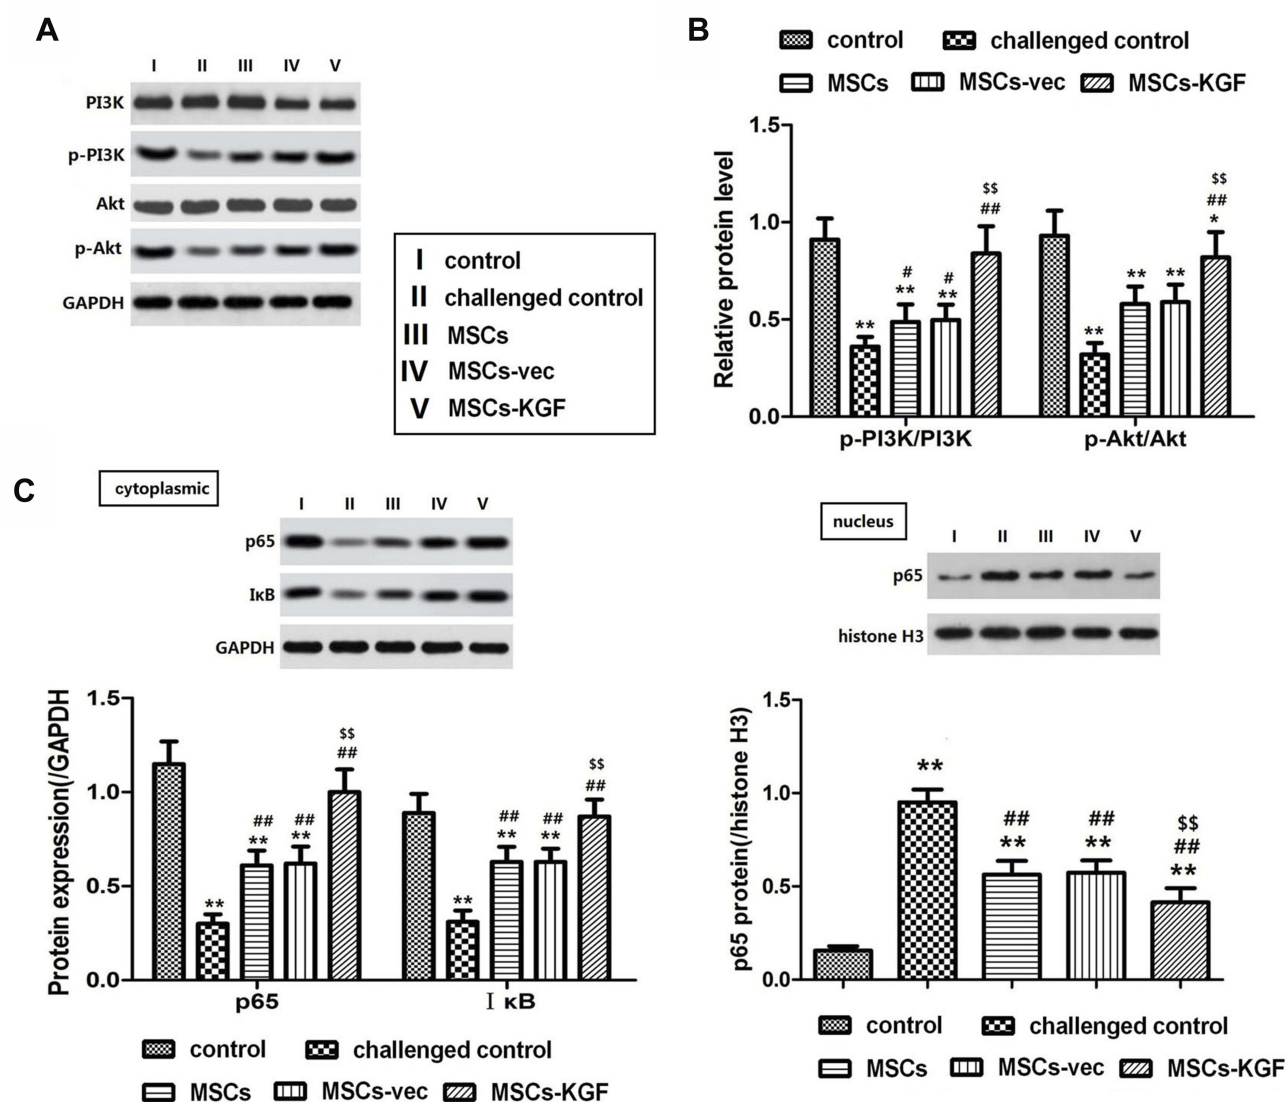 A
I II III IV V
PI3K
p-PI3K
Akt
p-Akt
GAPDH
I control
II challenged control
III MSCs
IV MSCs-vec
V MSCs-KGF
B
control challenged control
MSCs MSCs-vec MSCs-KGF
Relative protein level
1.5
1.0
0.5
0.0
** # ** # ** $$ ##
** ** ** $$ ## *
p-PI3K/PI3K p-Akt/Akt
C
cytoplasmic
I II III IV V
p65
IκB
GAPDH
Protein expression(/GAPDH
1.5
1.0
0.5
0.0
** ## ** ## ** $$ ##
** ## ** ## ** $$ ##
p65 I κB
control challenged control
MSCs MSCs-vec MSCs-KGF
nucleus
I II III IV V
p65
histone H3
p65 protein(/histone H3)
1.5
1.0
0.5
0.0
** ## ** ## ** $$ ## **
control challenged control
MSCs MSCs-vec MSCs-KGF